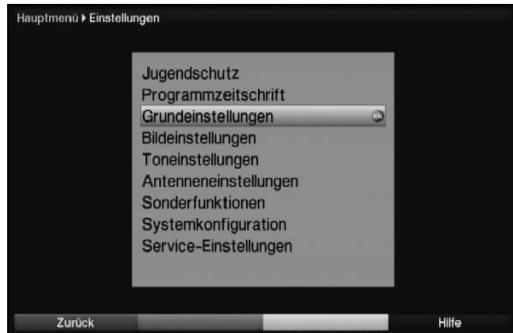 Hauptmenü ▸ Einstellungen
Jugendschutz
Programmzeitschrift
Grundeinstellungen
Bildeinstellungen
Toneinstellungen
Antenneneinstellungen
Sonderfunktionen
Systemkonfiguration
Service-Einstellungen
Zurück Hilfe